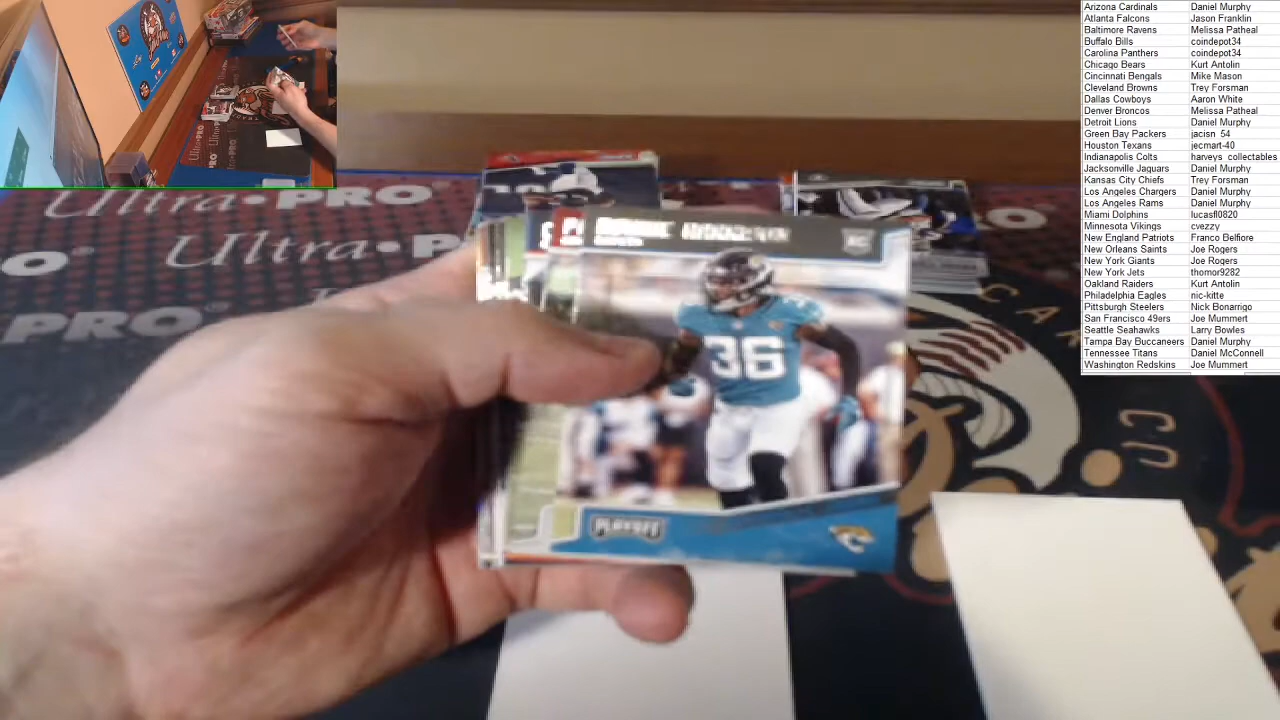 Arizona Cardinals Daniel Murphy
Atlanta Falcons Jason Franklin
Baltimore Ravens Melissa Patheal
Buffalo Bills coindepot34
Carolina Panthers coindepot34
Chicago Bears Kurt Antolin
Cincinnati Bengals Mike Mason
Cleveland Browns Trey Forsman
Dallas Cowboys Aaron White
Denver Broncos Melissa Patheal
Detroit Lions Daniel Murphy
Green Bay Packers jacisn_54
Houston Texans jecmart-40
Indianapolis Colts harveys_collectables
Jacksonville Jaguars Daniel Murphy
Kansas City Chiefs Trey Forsman
Los Angeles Chargers Daniel Murphy
Los Angeles Rams Daniel Murphy
Miami Dolphins lucasfl0820
Minnesota Vikings cvezzy
New England Patriots Franco Belfiore
New Orleans Saints Joe Rogers
New York Giants Joe Rogers
New York Jets thomor9282
Oakland Raiders Kurt Antolin
Philadelphia Eagles nic-kitte
Pittsburgh Steelers Nick Bonarrigo
San Francisco 49ers Joe Mummert
Seattle Seahawks Larry Bowles
Tampa Bay Buccaneers Daniel Murphy
Tennessee Titans Daniel McConnell
Washington Redskins Joe Mummert
Ultra•PRO
Ultra•PRO
PRO
RC
36
PLAYOFF
Ultra•PRO